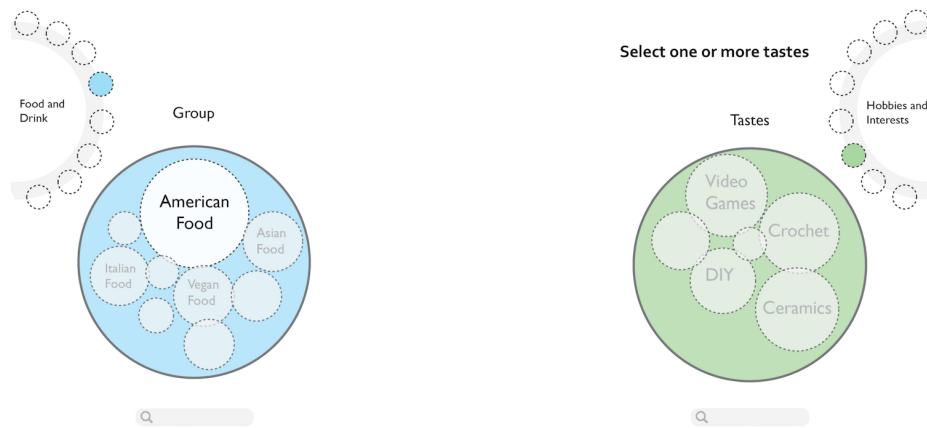 Food and
Drink
Group
American
Food
Asian
Food
Italian
Food
Vegan
Food
Select one or more tastes
Hobbies and
Interests
Tastes
Video
Games
Crochet
DIY
Ceramics